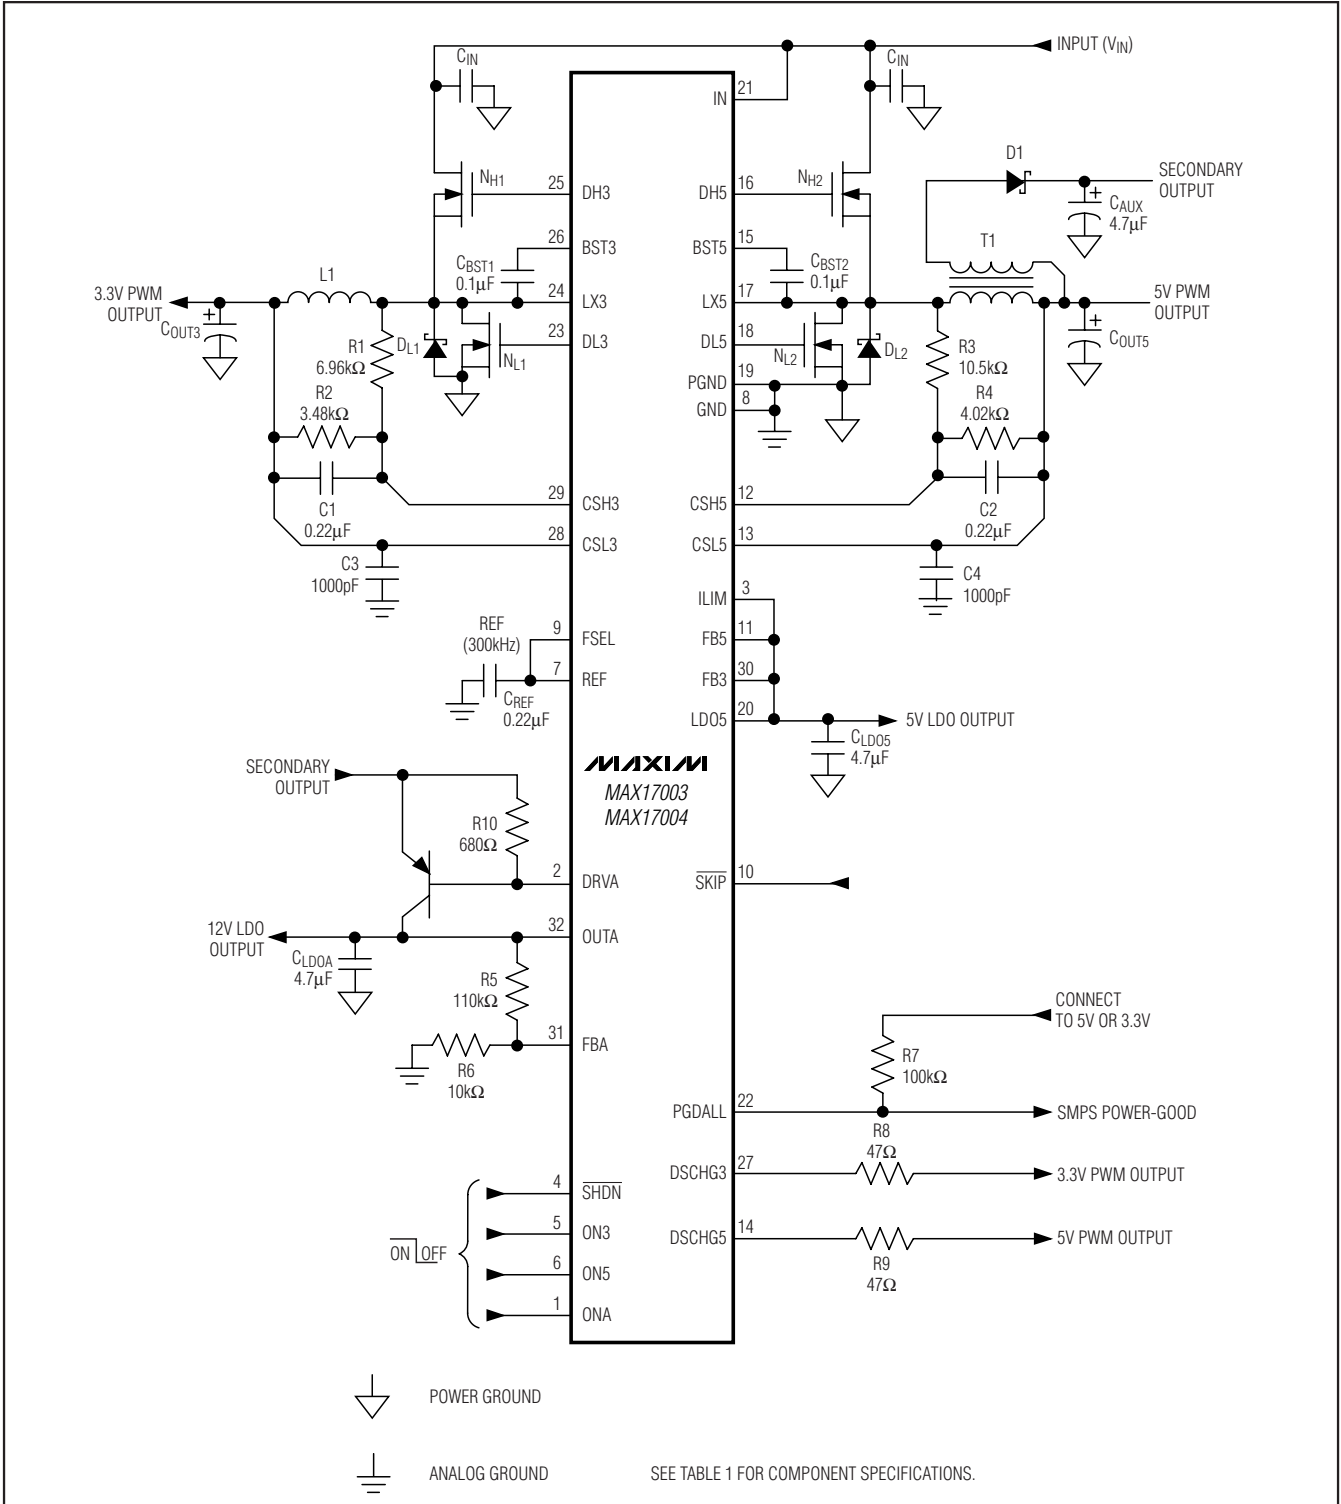 INPUT (VIN)
CIN
CIN
21
IN
D1
SECONDARY
OUTPUT
NH1
25
DH3
DH5
16
NH2
CAUX
4.7µF
26
BST3
BST5
15
T1
L1
CBST1
0.1µF
CBST2
0.1µF
3.3V PWM
OUTPUT
24
LX3
LX5
17
5V PWM
OUTPUT
COUT3
DL1
NL1
23
DL3
DL5
18
NL2
DL2
COUT5
R1
6.96kΩ
R3
10.5kΩ
PGND
19
R2
3.48kΩ
GND
8
R4
4.02kΩ
C1
0.22µF
29
CSH3
CSH5
12
C2
0.22µF
28
CSL3
CSL5
13
C3
1000pF
C4
1000pF
ILIM
3
REF
(300kHz)
9
FSEL
FB5
11
7
REF
FB3
30
CREF
0.22µF
LDO5
20
5V LDO OUTPUT
CLDO5
4.7µF
MAXIM
MAX17003
MAX17004
SECONDARY
OUTPUT
R10
680Ω
2
DRVA
SKIP
10
12V LDO
OUTPUT
32
OUTA
CLDOA
4.7µF
R5
110kΩ
31
FBA
R6
10kΩ
CONNECT
TO 5V OR 3.3V
R7
100kΩ
PGDALL
22
SMPS POWER-GOOD
R8
47Ω
DSCHG3
27
3.3V PWM OUTPUT
4
SHDN
5
ON3
DSCHG5
14
5V PWM OUTPUT
R9
47Ω
ON OFF
6
ON5
1
ONA
POWER GROUND
ANALOG GROUND
SEE TABLE 1 FOR COMPONENT SPECIFICATIONS.